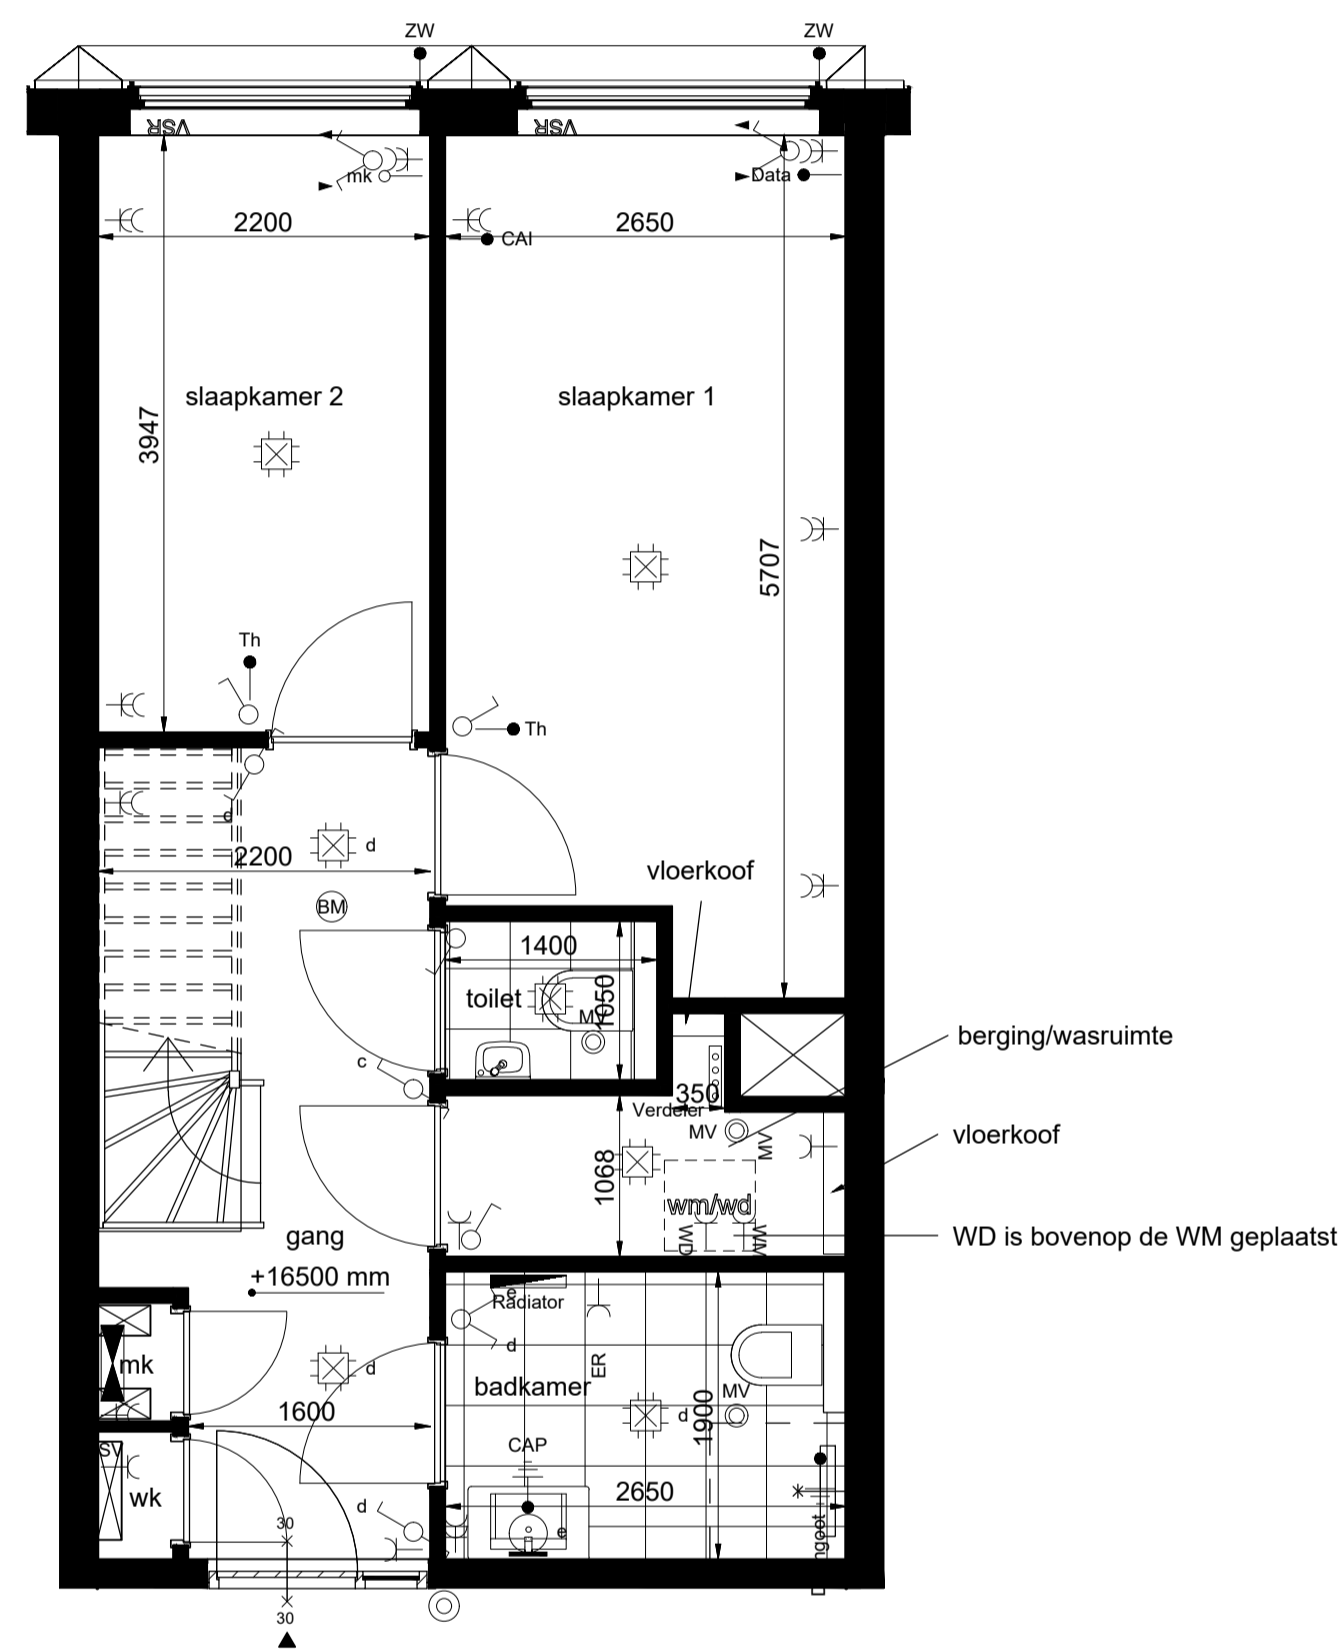 ZW
ZW
VSR
VSR
mk
Data
2200
2650
CAI
slaapkamer 2
slaapkamer 1
3947
5707
Th
Th
d
d
2200
vloerkoof
BM
1400
toilet
1050
MV
berging/wasruimte
c
350
Verdeler
MV
MV
vloerkoof
1068
wm/wd
WD
WM
WD is bovenop de WM geplaatst
gang
+16500 mm
e
Radiator
d
mk
d
ER
badkamer
MV
d
1900
1600
CAP
SV
wk
2650
d
e
30
30